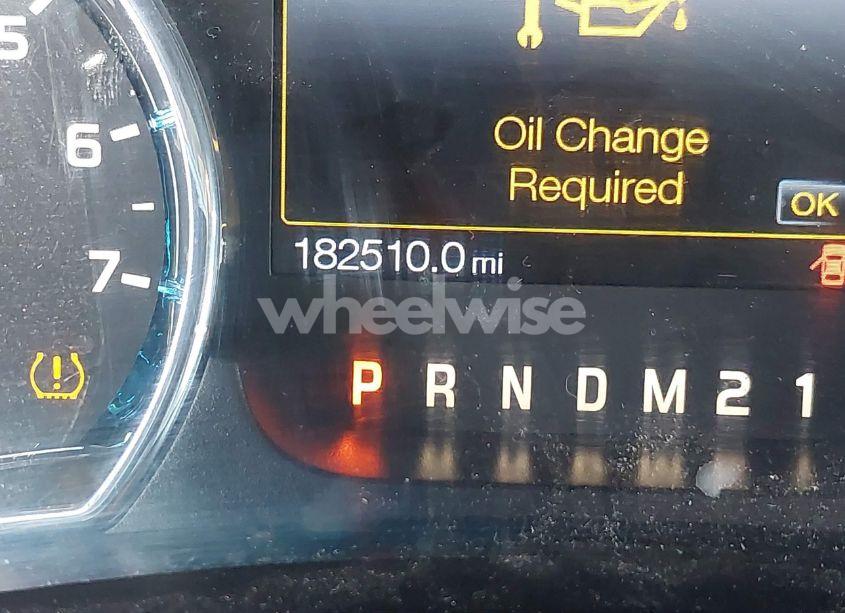 5
6
7
Oil Change
Required
OK
182510.0 mi
wheelwise
P R N D M 2 1